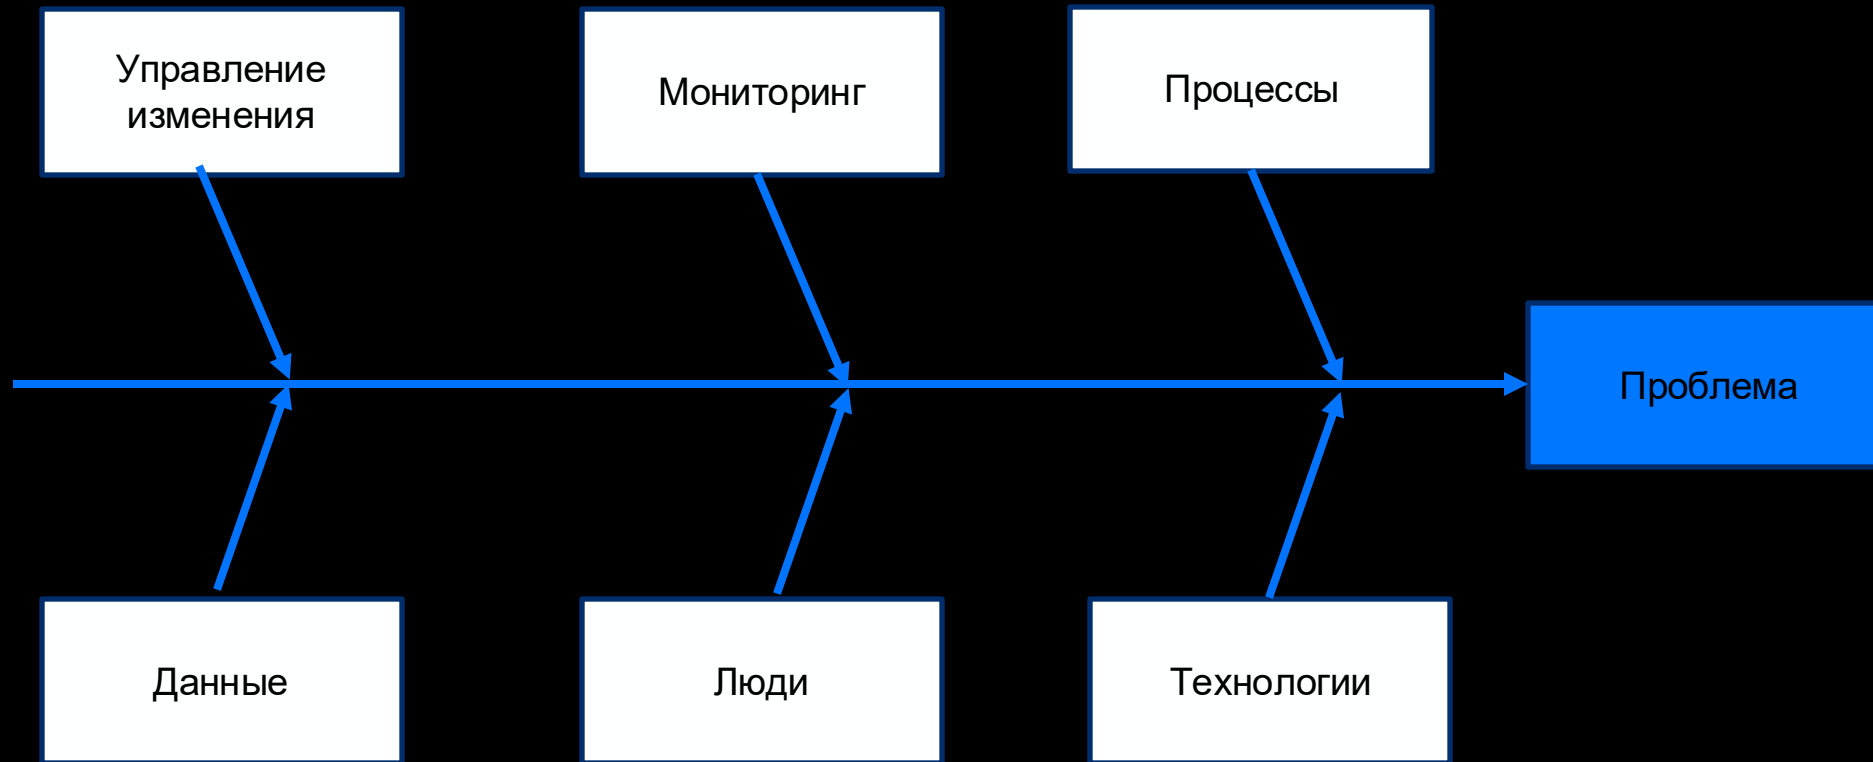 Управление
изменения
Мониторинг
Процессы
Проблема
Данные
Люди
Технологии